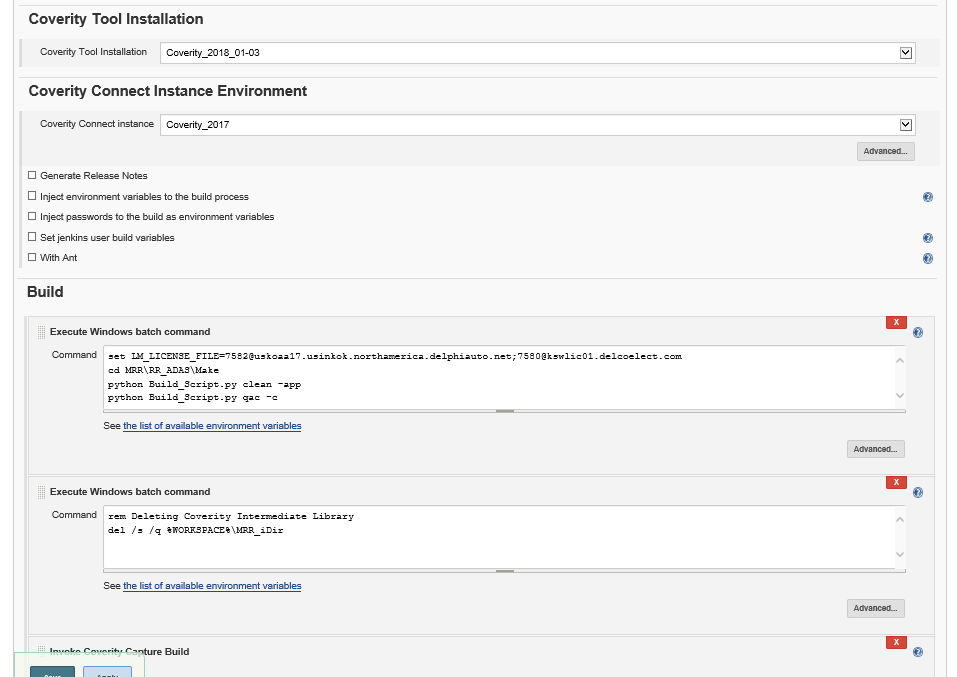 Coverity Tool Installation
Coverity Tool Installation Coverity_2018_01-03
Coverity Connect Instance Environment
Coverity Connect instance Coverity_2017
Advanced...
Generate Release Notes
Inject environment variables to the build process
Inject passwords to the build as environment variables
Set jenkins user build variables
With Ant
Build
X
Execute Windows batch command
Command set LM_LICENSE_FILE=7582@uskoaa17.usinkok.northamerica.delphiauto.net;7580@kswlic01.delcoelect.com
cd MRR\RR_ADAS\Make
python Build_Script.py clean -app
python Build_Script.py qac -c
See the list of available environment variables
Advanced...
X
Execute Windows batch command
Command rem Deleting Coverity Intermediate Library
del /s /q %WORKSPACE%\MRR_iDir
See the list of available environment variables
Advanced...
X
Invoke Coverity Capture Build
Save Apply